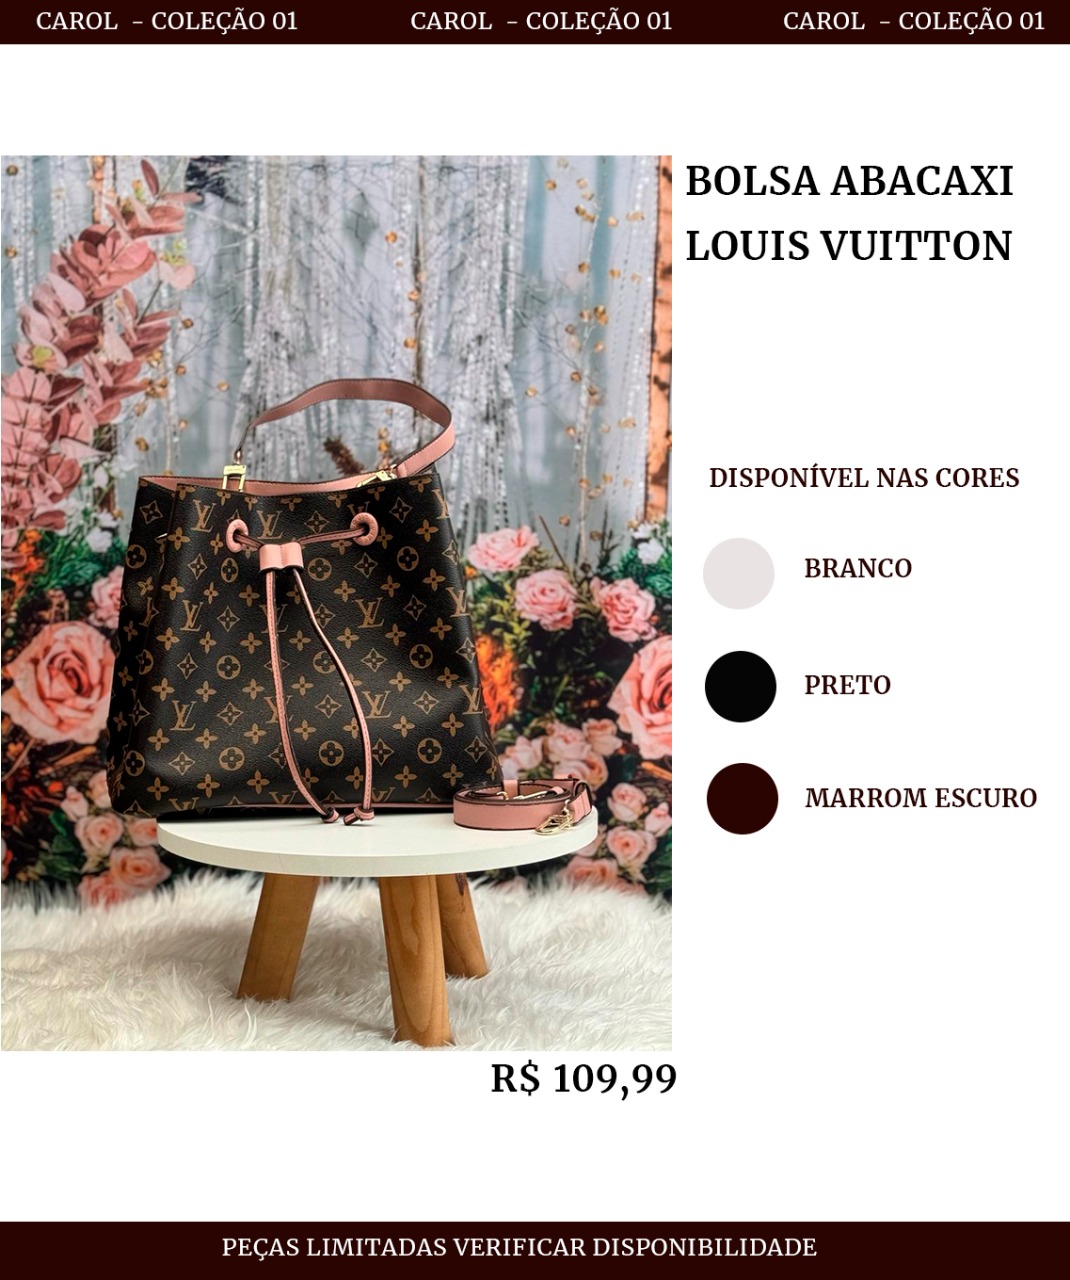 CAROL - COLEÇÃO 01 CAROL - COLEÇÃO 01 CAROL - COLEÇÃO 01
BOLSA ABACAXI
LOUIS VUITTON
DISPONÍVEL NAS CORES
BRANCO
PRETO
MARROM ESCURO
R$ 109,99
PEÇAS LIMITADAS VERIFICAR DISPONIBILIDADE